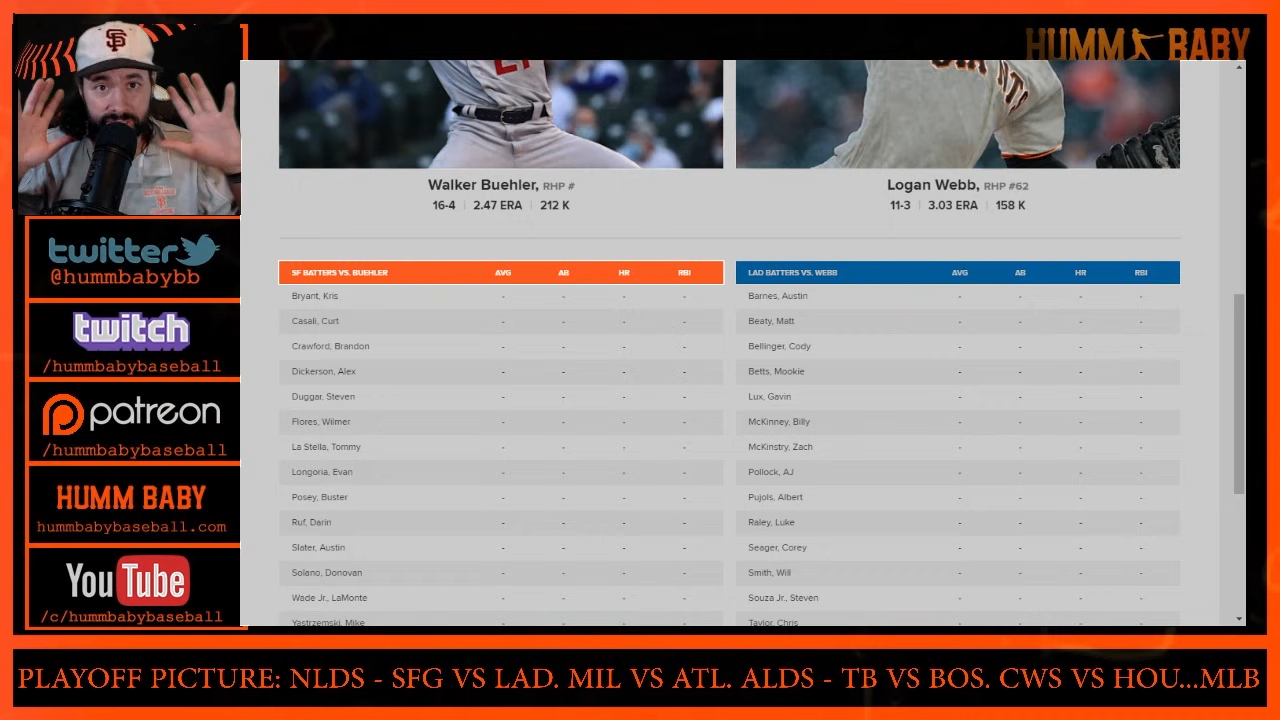 SF
HUMM BABY
GIANTS
Walker Buehler, RHP #
16-4 | 2.47 ERA | 212 K
Logan Webb, RHP #62
11-3 | 3.03 ERA | 158 K
twitter
@hummbabybb
twitch
/hummbabybaseball
patreon
/hummbabybaseball
HUMM BABY
hummbabybaseball.com
YouTube
/c/hummbabybaseball
SF BATTERS VS. BUEHLER AVG AB HR RBI
Bryant, Kris - - - -
Casali, Curt - - - -
Crawford, Brandon - - - -
Dickerson, Alex - - - -
Duggar, Steven - - - -
Flores, Wilmer - - - -
La Stella, Tommy - - - -
Longoria, Evan - - - -
Posey, Buster - - - -
Ruf, Darin - - - -
Slater, Austin - - - -
Solano, Donovan - - - -
Wade Jr., LaMonte - - - -
Yastrzemski, Mike - - - -
LAD BATTERS VS. WEBB AVG AB HR RBI
Barnes, Austin - - - -
Beaty, Matt - - - -
Bellinger, Cody - - - -
Betts, Mookie - - - -
Lux, Gavin - - - -
McKinney, Billy - - - -
McKinstry, Zach - - - -
Pollock, AJ - - - -
Pujols, Albert - - - -
Raley, Luke - - - -
Seager, Corey - - - -
Smith, Will - - - -
Souza Jr., Steven - - - -
Taylor, Chris - - - -
PLAYOFF PICTURE: NLDS - SFG VS LAD. MIL VS ATL. ALDS - TB VS BOS. CWS VS HOU...MLB